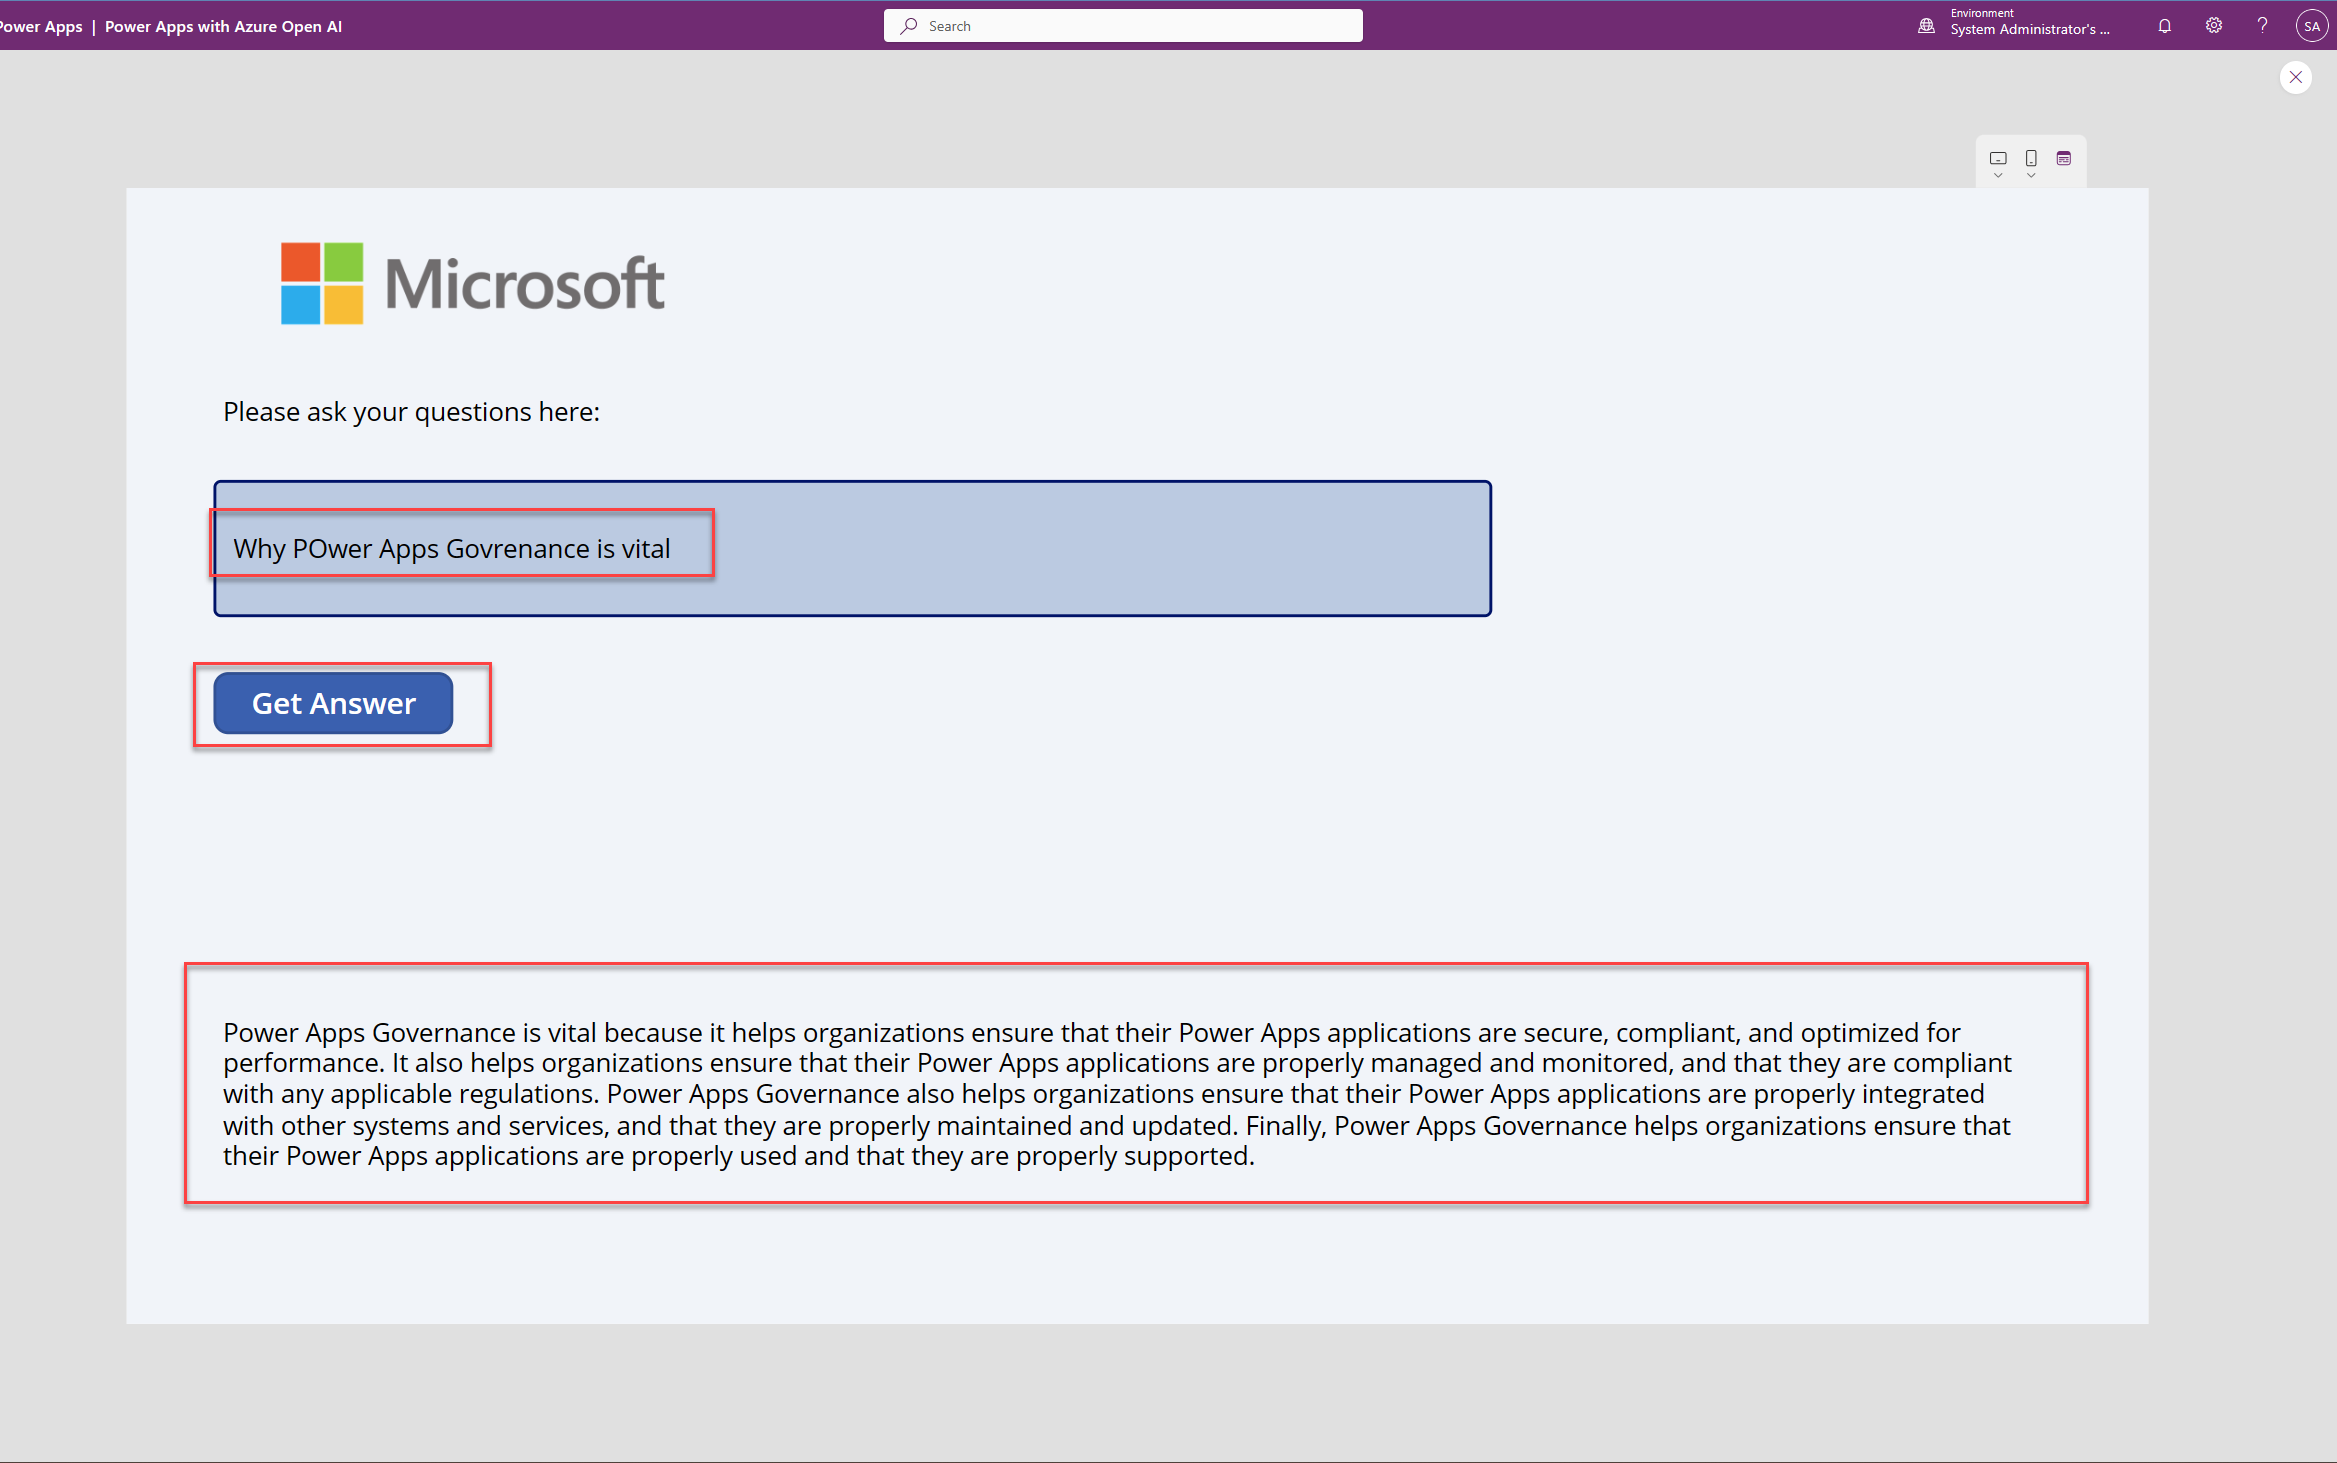 Power Apps | Power Apps with Azure Open AI
Search
Environment
System Administrator's ...
SA
Microsoft
Please ask your questions here:
Why POwer Apps Govrenance is vital
Get Answer
Power Apps Governance is vital because it helps organizations ensure that their Power Apps applications are secure, compliant, and optimized for
performance. It also helps organizations ensure that their Power Apps applications are properly managed and monitored, and that they are compliant
with any applicable regulations. Power Apps Governance also helps organizations ensure that their Power Apps applications are properly integrated
with other systems and services, and that they are properly maintained and updated. Finally, Power Apps Governance helps organizations ensure that
their Power Apps applications are properly used and that they are properly supported.